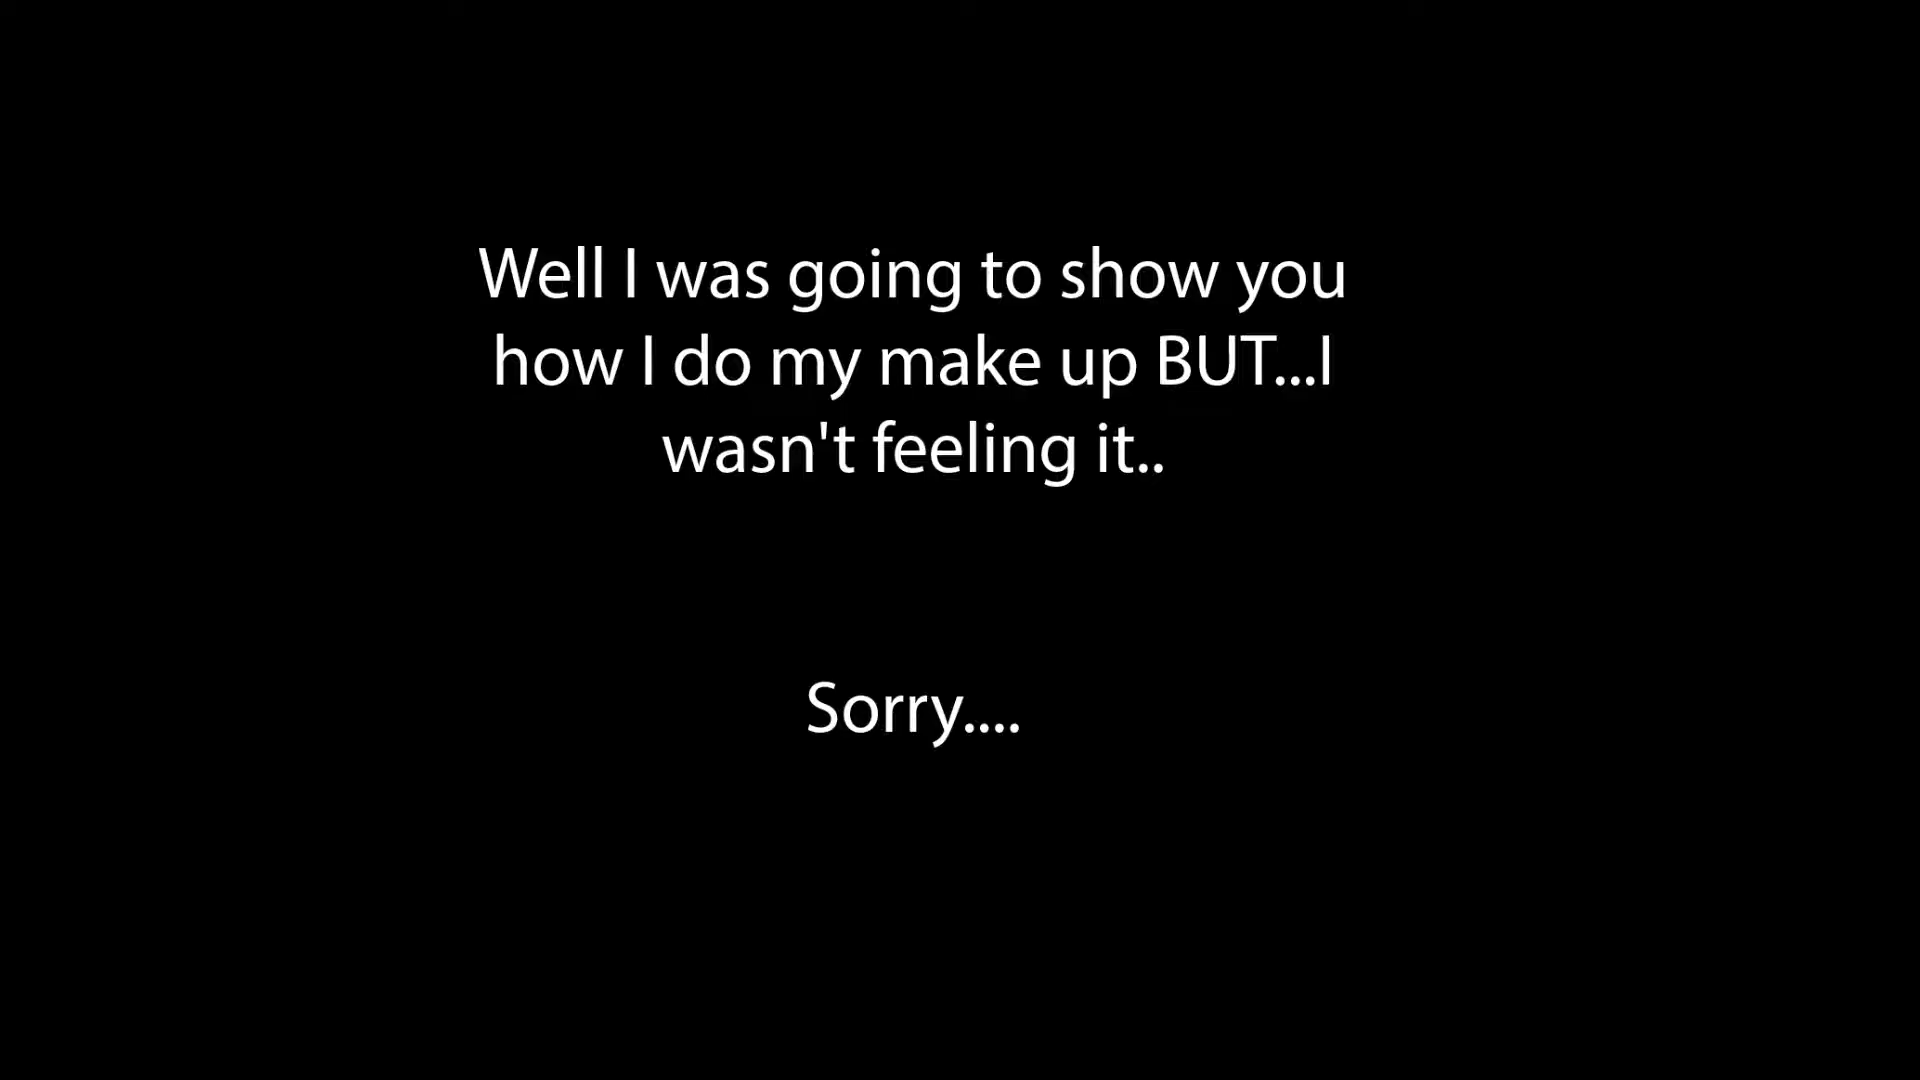 Well I was going to show you
how I do my make up BUT...I
wasn't feeling it..
Sorry....